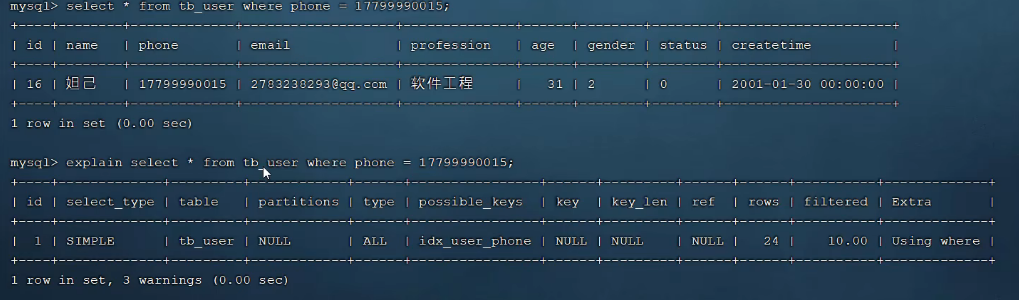 mysql> select * from tb_user where phone = 17799990015;
+----+--------+-------------+-------------------+------------+-----+--------+--------+---------------------+
| id | name | phone | email | profession | age | gender | status | createtime |
+----+--------+-------------+-------------------+------------+-----+--------+--------+---------------------+
| 16 | 妲己 | 17799990015 | 2783238293@qq.com | 软件工程 | 31 | 2 | 0 | 2001-01-30 00:00:00 |
+----+--------+-------------+-------------------+------------+-----+--------+--------+---------------------+
1 row in set (0.00 sec)
mysql> explain select * from tb_user where phone = 17799990015;
+----+-------------+---------+------------+------+----------------+------+---------+------+------+----------+-------------+
| id | select_type | table | partitions | type | possible_keys | key | key_len | ref | rows | filtered | Extra |
+----+-------------+---------+------------+------+----------------+------+---------+------+------+----------+-------------+
| 1 | SIMPLE | tb_user | NULL | ALL | idx_user_phone | NULL | NULL | NULL | 24 | 10.00 | Using where |
+----+-------------+---------+------------+------+----------------+------+---------+------+------+----------+-------------+
1 row in set, 3 warnings (0.00 sec)